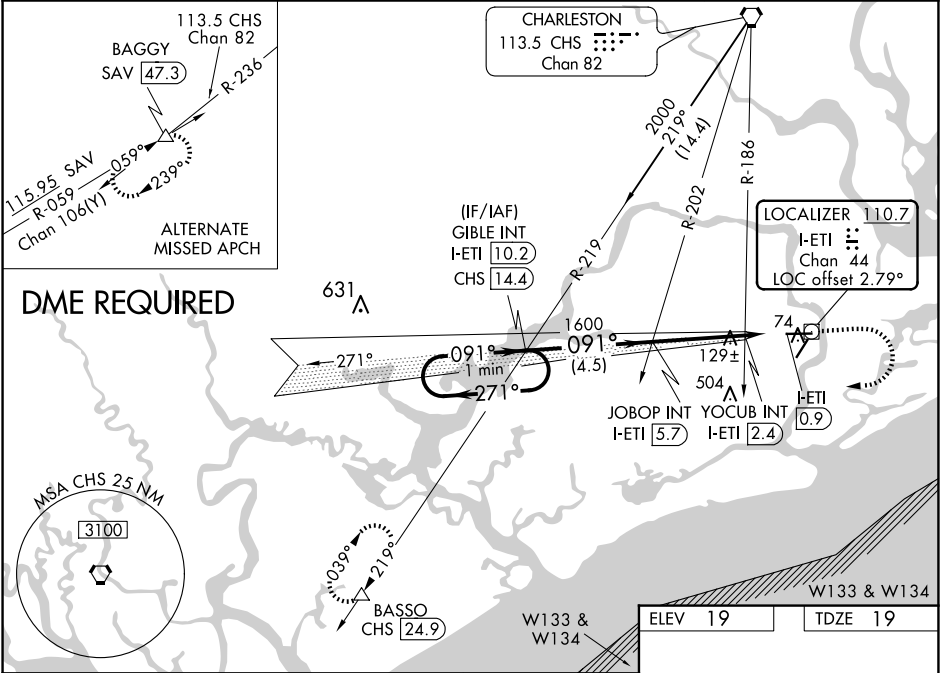 113.5 CHS
Chan 82
BAGGY
SAV 47.3
R-236
059°
239°
115.95 SAV
R-059
Chan 106(Y)
ALTERNATE
MISSED APCH
CHARLESTON
113.5 CHS
Chan 82
2000
219°
(14.4)
R-219
R-202
R-186
LOCALIZER 110.7
I-ETI
Chan 44
LOC offset 2.79°
(IF/IAF)
GIBLE INT
I-ETI 10.2
CHS 14.4
DME REQUIRED
631
271°
091°
1 min
271°
1600
091°
(4.5)
129±
74
504
JOBOP INT
I-ETI 5.7
YOCUB INT
I-ETI 2.4
I-ETI
0.9
MSA CHS 25 NM
3100
039°
219°
BASSO
CHS 24.9
W133 &
W134
W133 & W134
ELEV 19
TDZE 19